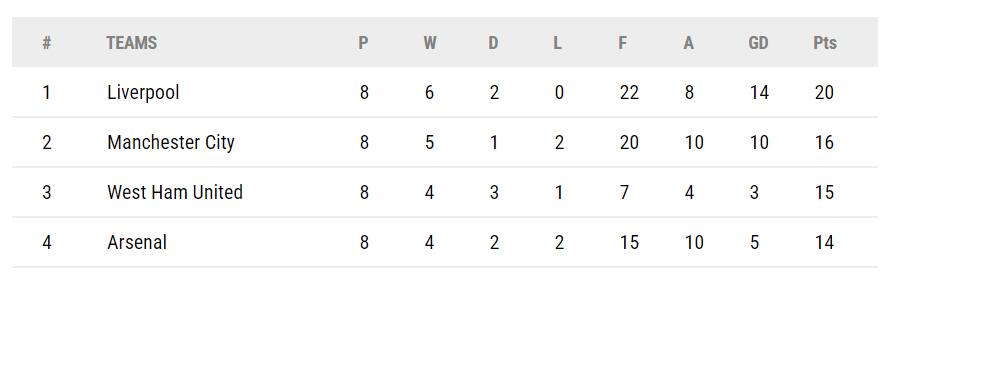 # TEAMS P W D L F A GD Pts
1 Liverpool 8 6 2 0 22 8 14 20
2 Manchester City 8 5 1 2 20 10 10 16
3 West Ham United 8 4 3 1 7 4 3 15
4 Arsenal 8 4 2 2 15 10 5 14